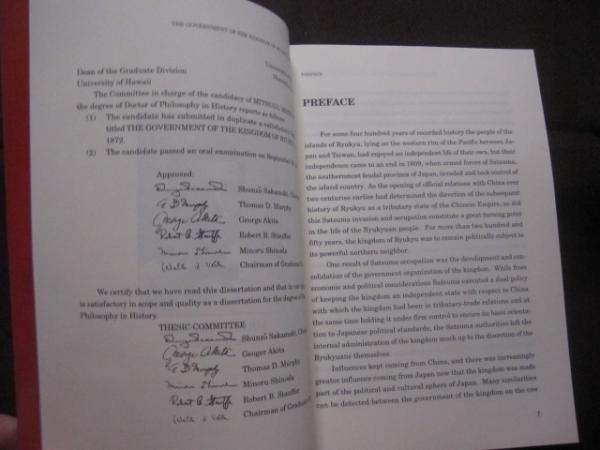 THE GOVERNMENT OF THE KINGDOM OF
Dean of the Graduate Division
University of Hawaii
The Committee in charge of the candidacy of MITSUGU
the degree of Doctor of Philosophy in History reports as follows
(1) The candidate has submitted in duplicate a satisfactory
titled THE GOVERNMENT OF THE KINGDOM OF
1872.
(2) The candidate passed an oral examination on September
Approved:
Shunzō Sakamaki,
Thomas D. Murphy
George Akita
Robert B. Stauffer
Minoru Shinoda
Chairman of Graduate
We certify that we have read this dissertation and that in our
is satisfactory in scope and quality as a dissertation for the degree of
Philosophy in History.
THESIC COMMITTEE
Shunzō Sakamaki,
Geoger Akita
Thomas D. Murphy
Minoru Shinoda
Robert B. Stauffer
Chairman of Graduate
PREFACE
PREFACE
For some four hundred years of recorded history the people of the
islands of Ryukyu, lying on the western rim of the Pacific between Ja-
pan and Taiwan, had enjoyed an independent life of their own, but their
independence came to an end in 1609, when armed forces of Satsuma,
the southernmost feudal province of Japan, invaded and took control of
the island country. As the opening of official relations with China over
two centuries earlier had determined the direction of the subsequent
history of Ryukyu as a tributary state of the Chinese Empire, so did
this Satsuma invasion and occupation constitute a great turning point
in the life of the Ryukyuan people. For more than two hundred and
fifty years, the kingdom of Ryukyu was to remain politically subject to
its powerful northern neighbor.
One result of Satsuma occupation was the development and con-
solidation of the government organization of the kingdom. While from
economic and political considerations Satsuma executed a dual policy
of keeping the kingdom an independent state with respect to China
with which the kingdom had been in tributary-trade relations and at
the same time holding it under firm control to ensure its basic orienta-
tion to Japanese political standards, the Satsuma authorities left the
internal administration of the kingdom much up to the discretion of the
Ryukyuans themselves.
Influences kept coming from China, and there was increasingly
greater influence coming from Japan now that the kingdom was made
part of the political and cultural sphere of Japan. Many similarities
can be detected between the government of the kingdom on the one
7